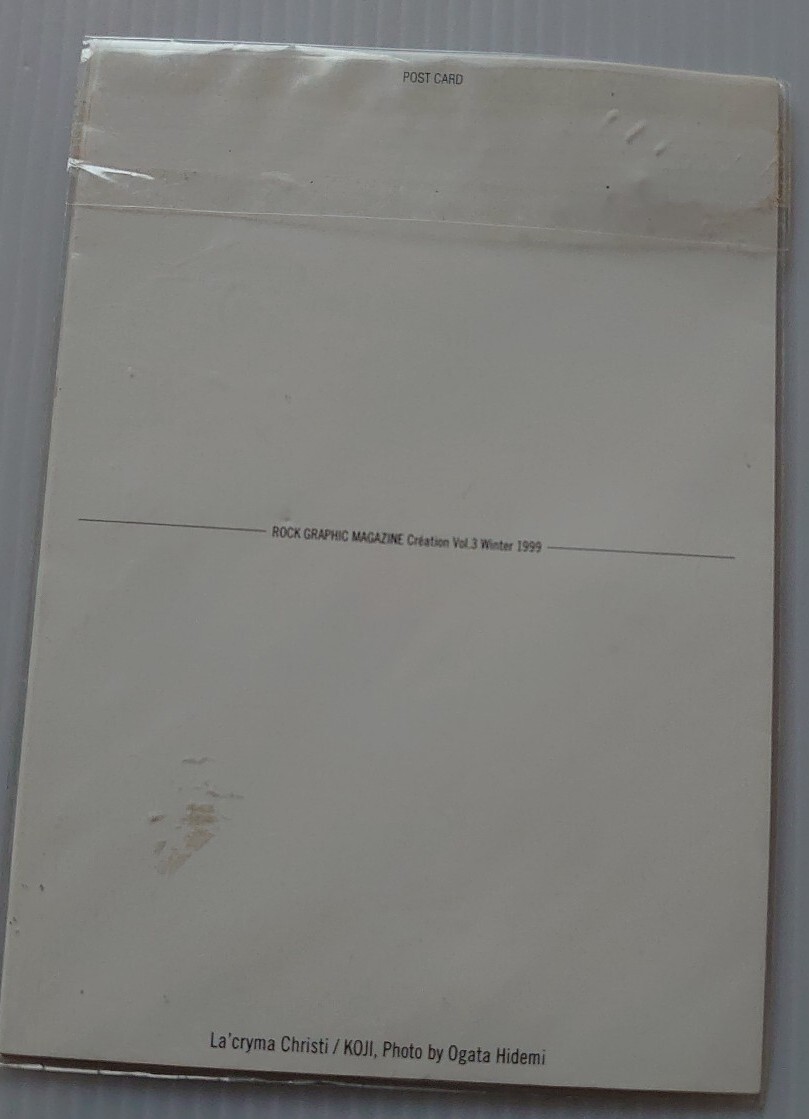 POST CARD
ROCK GRAPHIC MAGAZINE Création Vol.3 Winter 1999
La'cryma Christi / KOJI, Photo by Ogata Hidemi